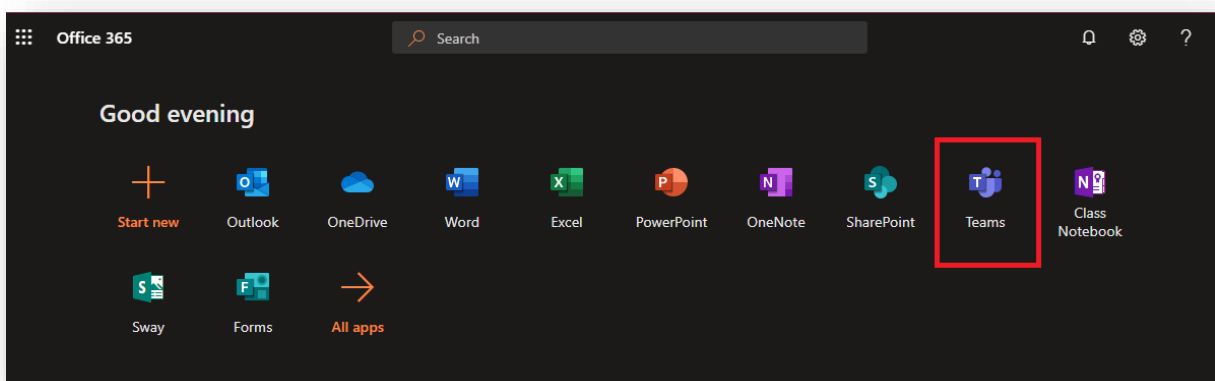 Office 365
Search
?
Good evening
Start new
Outlook
OneDrive
Word
Excel
PowerPoint
OneNote
SharePoint
Teams
Class
Notebook
Sway
Forms
All apps